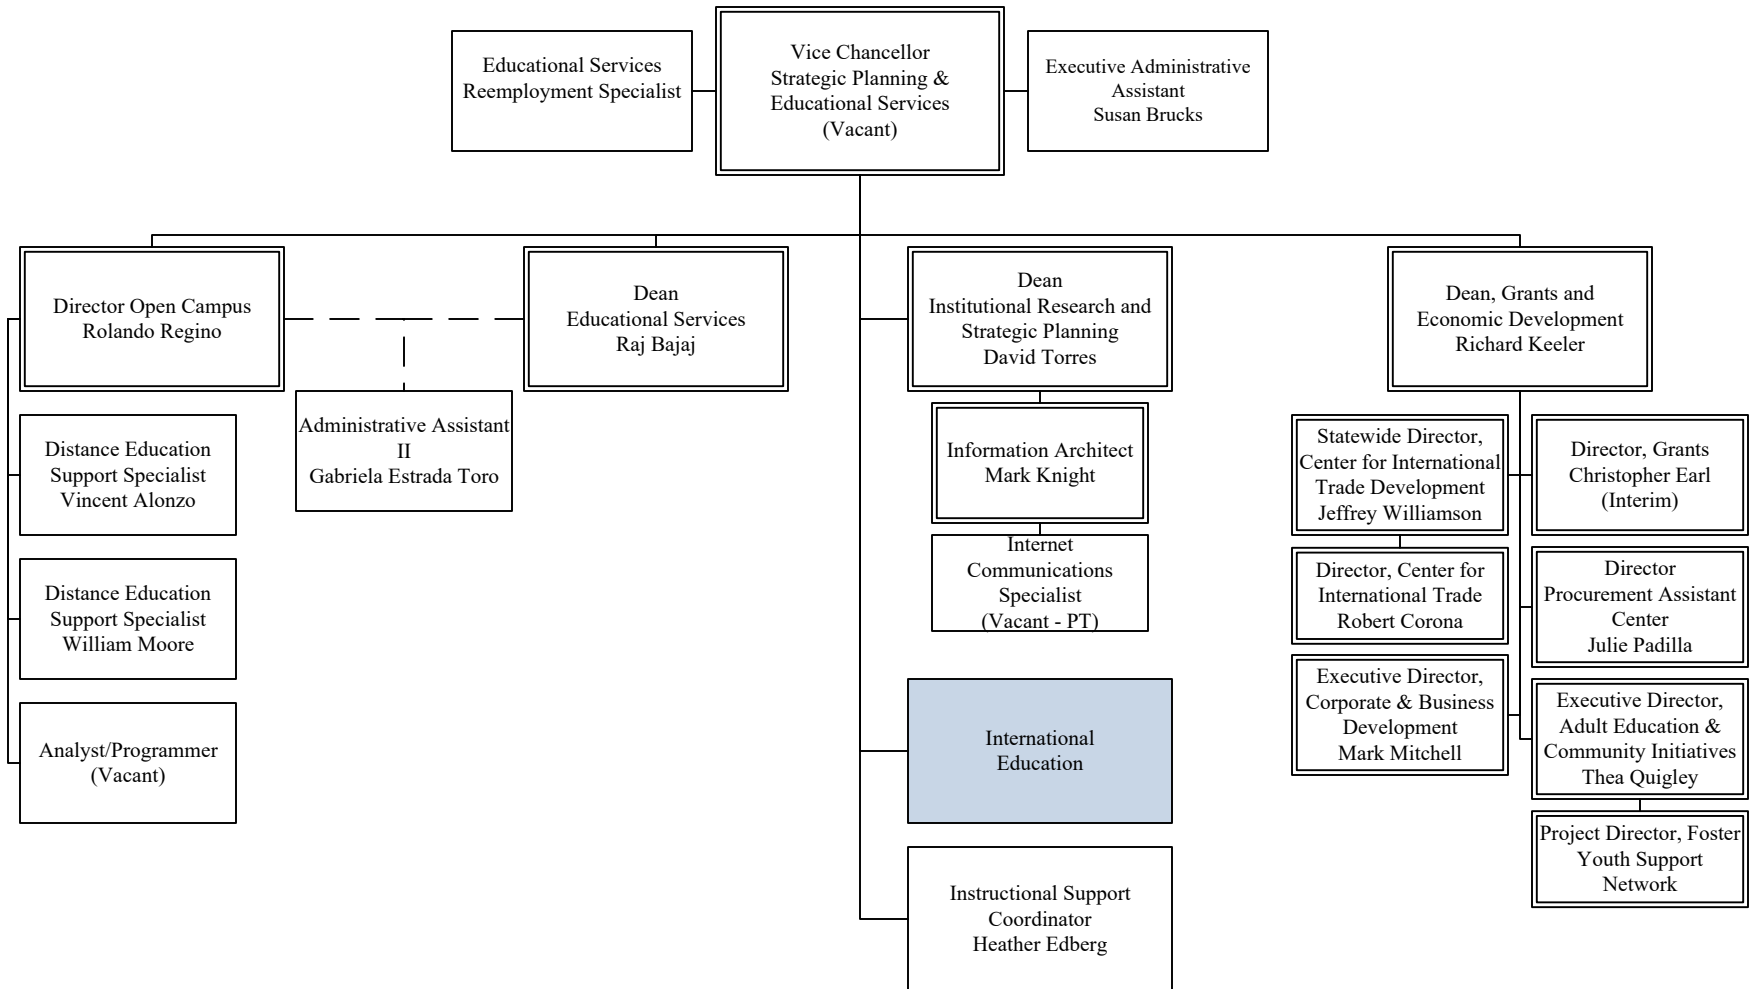 Educational Services
Reemployment Specialist
Vice Chancellor
Strategic Planning &
Educational Services
(Vacant)
Executive Administrative
Assistant
Susan Brucks
Director Open Campus
Rolando Regino
Dean
Educational Services
Raj Bajaj
Dean
Institutional Research and
Strategic Planning
David Torres
Dean, Grants and
Economic Development
Richard Keeler
Distance Education
Support Specialist
Vincent Alonzo
Administrative Assistant
II
Gabriela Estrada Toro
Information Architect
Mark Knight
Statewide Director,
Center for International
Trade Development
Jeffrey Williamson
Director, Grants
Christopher Earl
(Interim)
Distance Education
Support Specialist
William Moore
Internet
Communications
Specialist
(Vacant - PT)
Director, Center for
International Trade
Robert Corona
Director
Procurement Assistant
Center
Julie Padilla
Analyst/Programmer
(Vacant)
International
Education
Executive Director,
Corporate & Business
Development
Mark Mitchell
Executive Director,
Adult Education &
Community Initiatives
Thea Quigley
Project Director, Foster
Youth Support
Network
Instructional Support
Coordinator
Heather Edberg